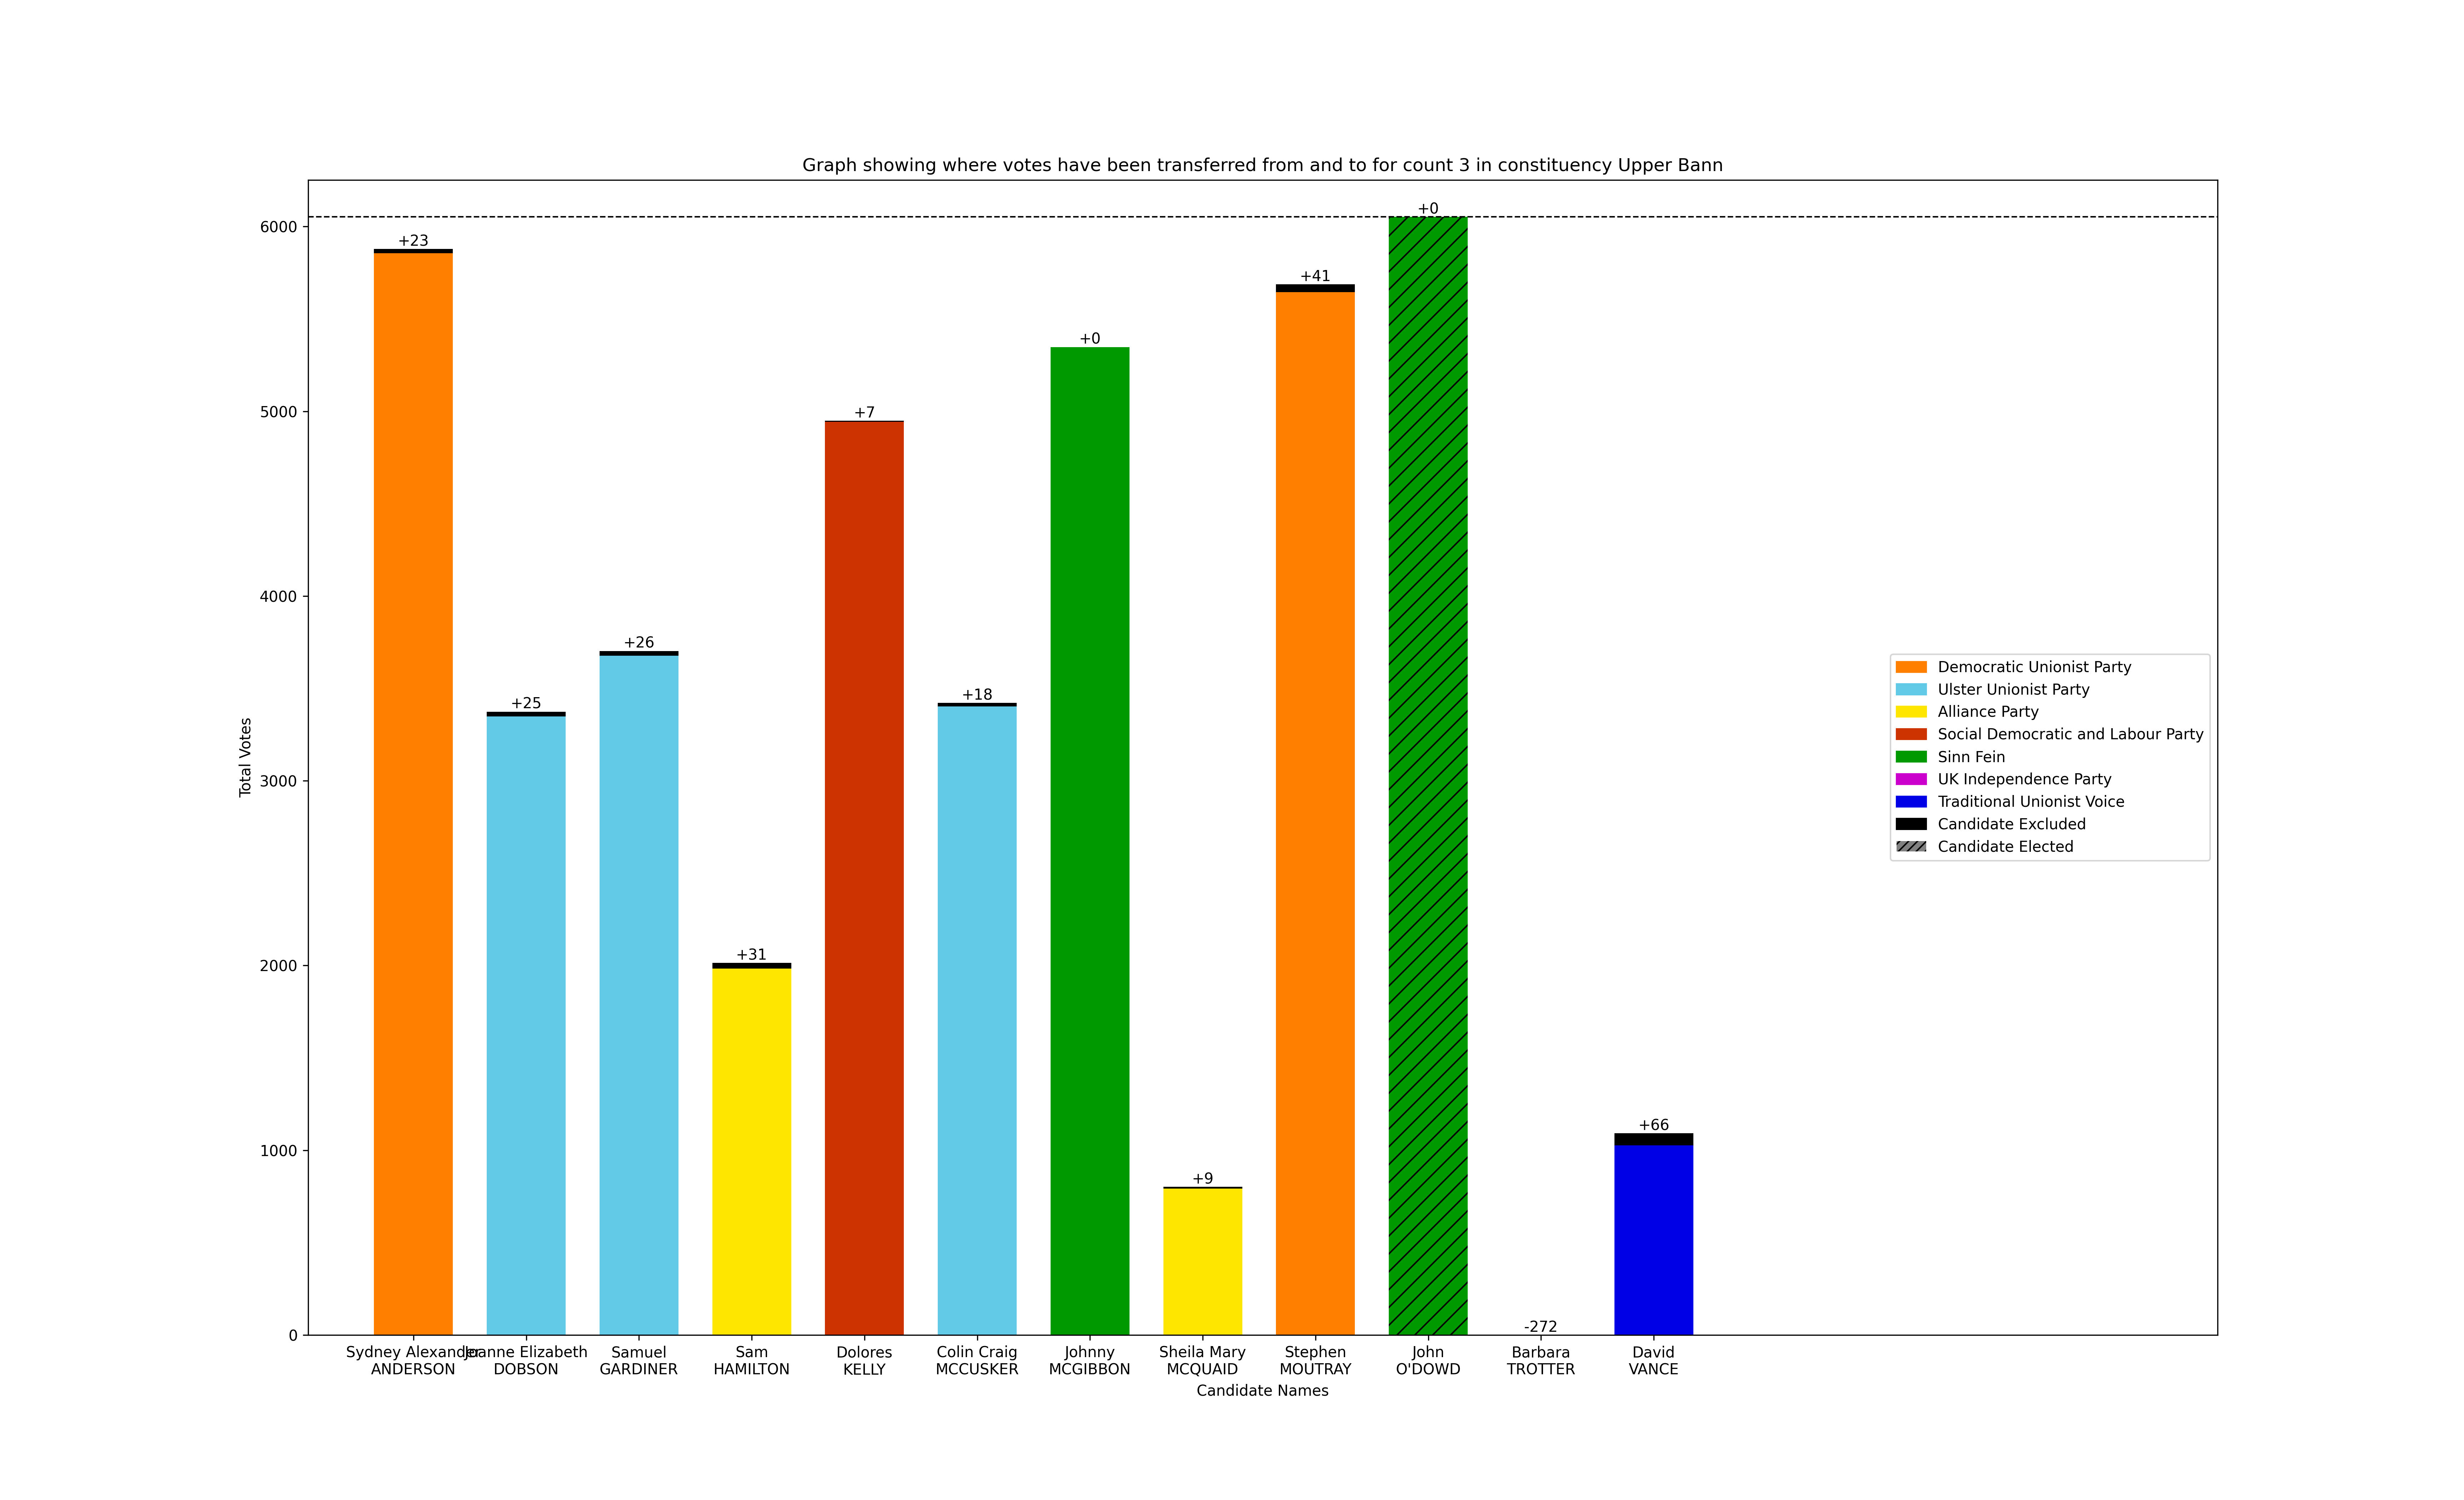 Graph showing where votes have been transferred from and to for count 3 in constituency Upper Bann
Total Votes
6000
5000
4000
3000
2000
1000
0
+23
+25
+26
+31
+7
+18
+0
+9
+41
+0
-272
+66
Sydney Alexander
ANDERSON
Joanne Elizabeth
DOBSON
Samuel
GARDINER
Sam
HAMILTON
Dolores
KELLY
Colin Craig
MCCUSKER
Johnny
MCGIBBON
Sheila Mary
MCQUAID
Stephen
MOUTRAY
John
O'DOWD
Barbara
TROTTER
David
VANCE
Candidate Names
Democratic Unionist Party
Ulster Unionist Party
Alliance Party
Social Democratic and Labour Party
Sinn Fein
UK Independence Party
Traditional Unionist Voice
Candidate Excluded
Candidate Elected